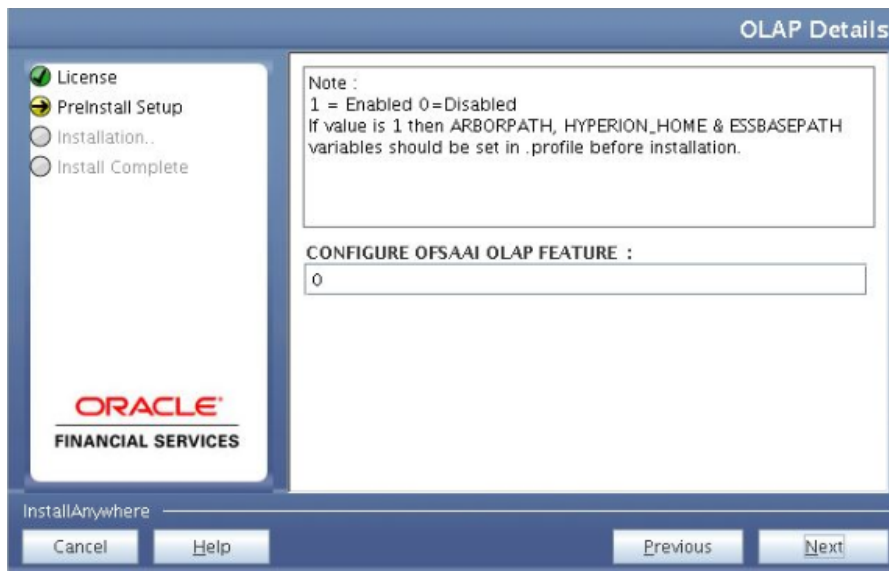 OLAP Details
License
PreInstall Setup
Installation..
Install Complete
Note :
1 = Enabled 0=Disabled
If value is 1 then ARBORPATH, HYPERION_HOME & ESSBASEPATH
variables should be set in .profile before installation.
CONFIGURE OFSAAI OLAP FEATURE :
0
ORACLE
FINANCIAL SERVICES
InstallAnywhere
Cancel
Help
Previous
Next